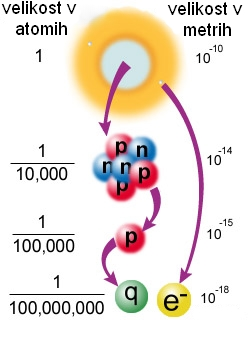 velikost v atomih
velikost v metrih
1
10⁻¹⁰
p n
n n p
p
1
10,000
10⁻¹⁴
1
100,000
p
10⁻¹⁵
1
100,000,000
q
e⁻
10⁻¹⁸